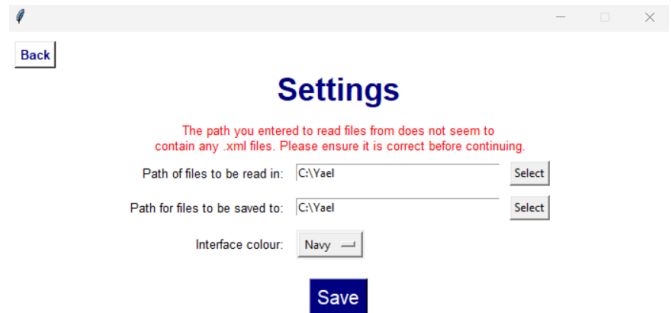 Back
Settings
The path you entered to read files from does not seem to
contain any .xml files. Please ensure it is correct before continuing.
Path of files to be read in: C:\Yael Select
Path for files to be saved to: C:\Yael Select
Interface colour: Navy
Save